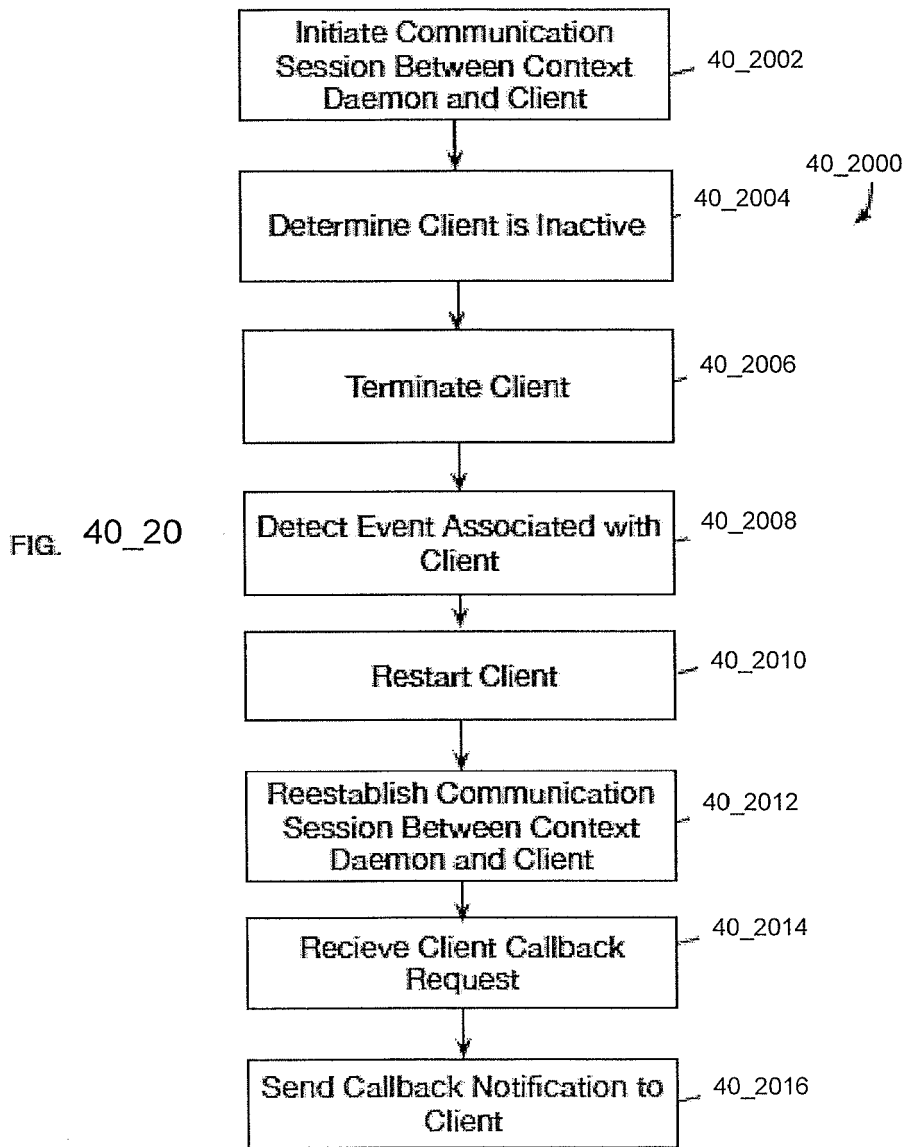 Initiate Communication
Session Between Context
Daemon and Client
40_2002
40_2000
Determine Client is Inactive
40_2004
Terminate Client
40_2006
FIG. 40_20
Detect Event Associated with
Client
40_2008
Restart Client
40_2010
Reestablish Communication
Session Between Context
Daemon and Client
40_2012
Recieve Client Callback
Request
40_2014
Send Callback Notification to
Client
40_2016